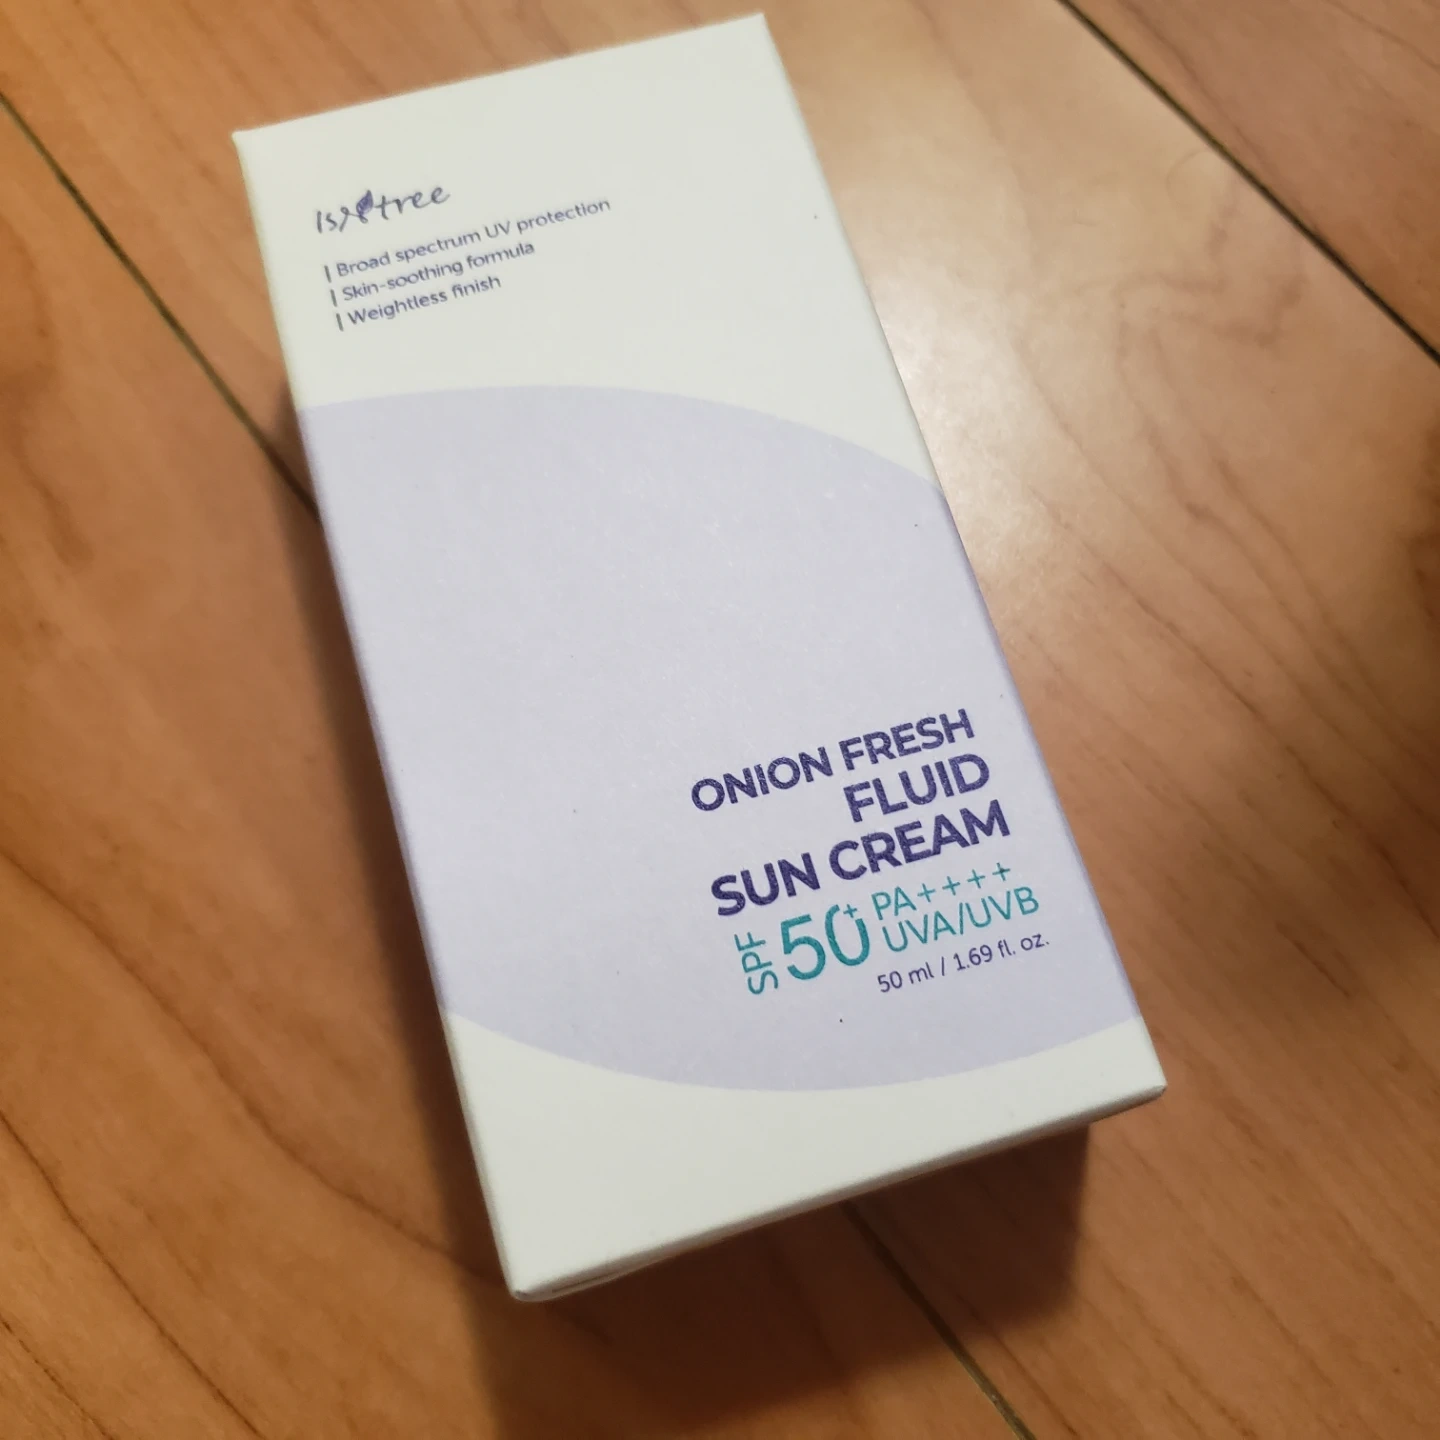 Isntree
| Broad spectrum UV protection
| Skin-soothing formula
| Weightless finish
ONION FRESH
FLUID
SUN CREAM
SPF 50+ PA++++
UVA/UVB
50 ml / 1.69 fl. oz.